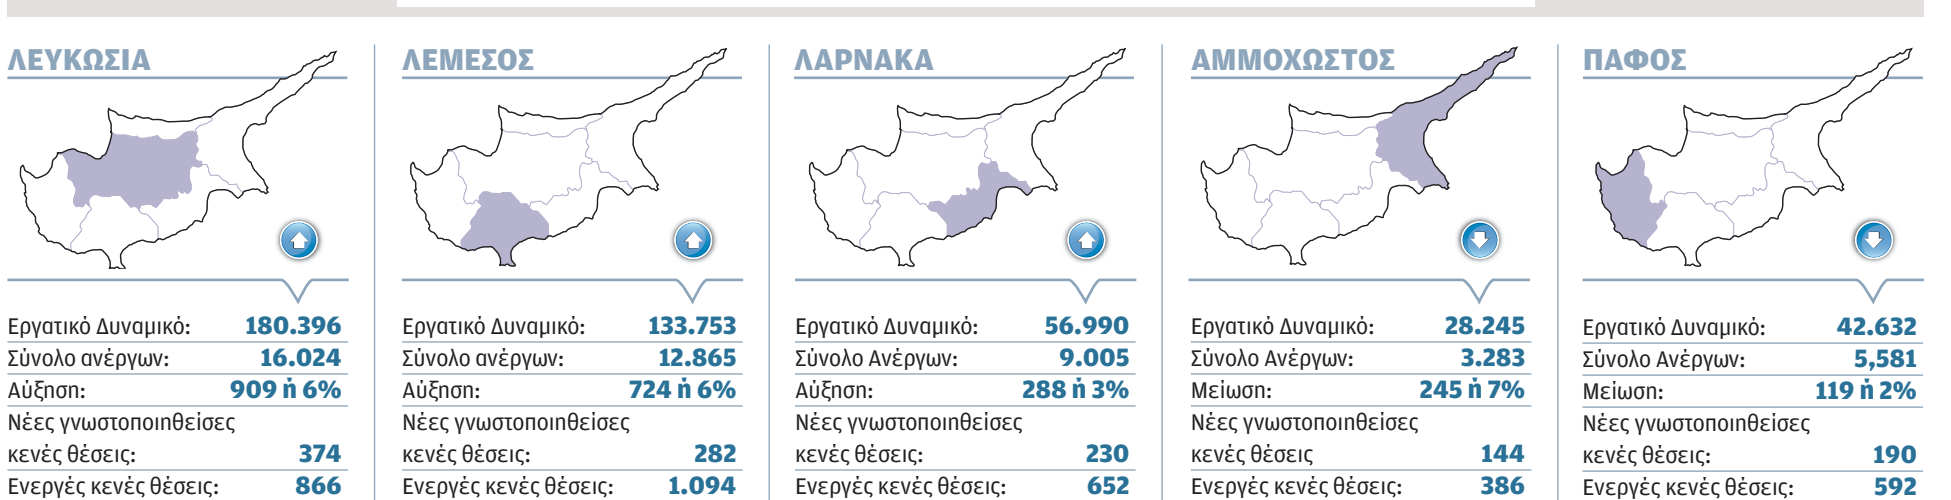 ΛΕΥΚΩΣΙΑ
Εργατικό Δυναμικό: 180.396
Σύνολο ανέργων: 16.024
Αύξηση: 909 ή 6%
Νέες γνωστοποιηθείσες
κενές θέσεις: 374
Ενεργές κενές θέσεις: 866
ΛΕΜΕΣΟΣ
Εργατικό Δυναμικό: 133.753
Σύνολο ανέργων: 12.865
Αύξηση: 724 ή 6%
Νέες γνωστοποιηθείσες
κενές θέσεις: 282
Ενεργές κενές θέσεις: 1.094
ΛΑΡΝΑΚΑ
Εργατικό Δυναμικό: 56.990
Σύνολο Ανέργων: 9.005
Αύξηση: 288 ή 3%
Νέες γνωστοποιηθείσες
κενές θέσεις: 230
Ενεργές κενές θέσεις: 652
ΑΜΜΟΧΩΣΤΟΣ
Εργατικό Δυναμικό: 28.245
Σύνολο Ανέργων: 3.283
Μείωση: 245 ή 7%
Νέες γνωστοποιηθείσες
κενές θέσεις 144
Ενεργές κενές θέσεις: 386
ΠΑΦΟΣ
Εργατικό Δυναμικό: 42.632
Σύνολο Ανέργων: 5,581
Μείωση: 119 ή 2%
Νέες γνωστοποιηθείσες
κενές θέσεις: 190
Ενεργές κενές θέσεις: 592